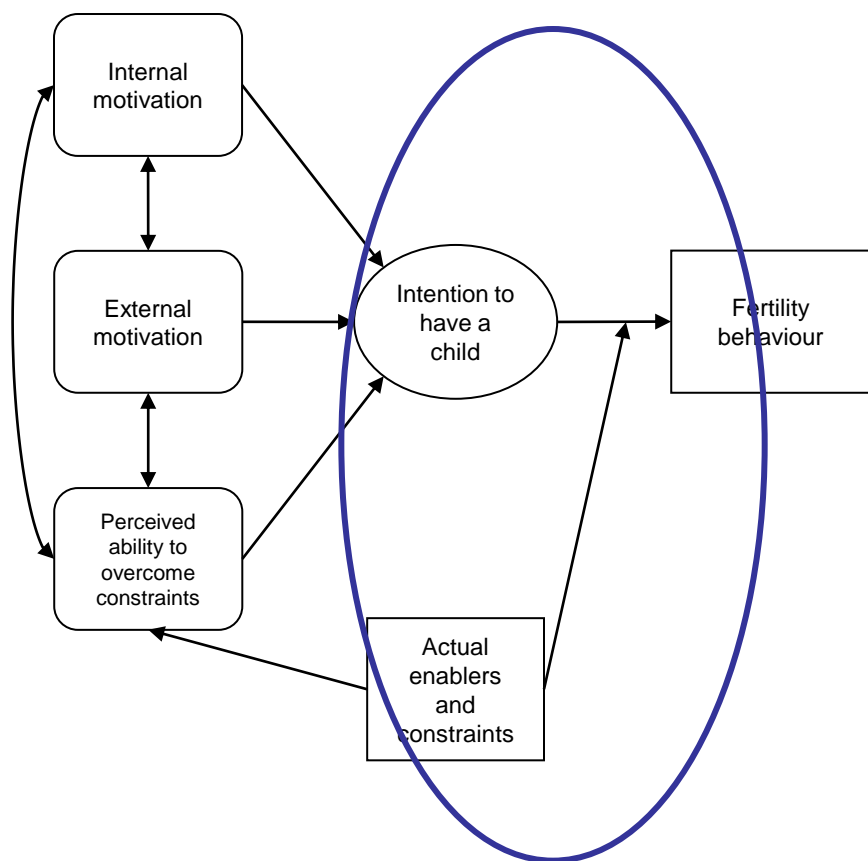 Internal
motivation
External
motivation
Perceived
ability to
overcome
constraints
Intention to
have a
child
Fertility
behaviour
Actual
enablers
and
constraints